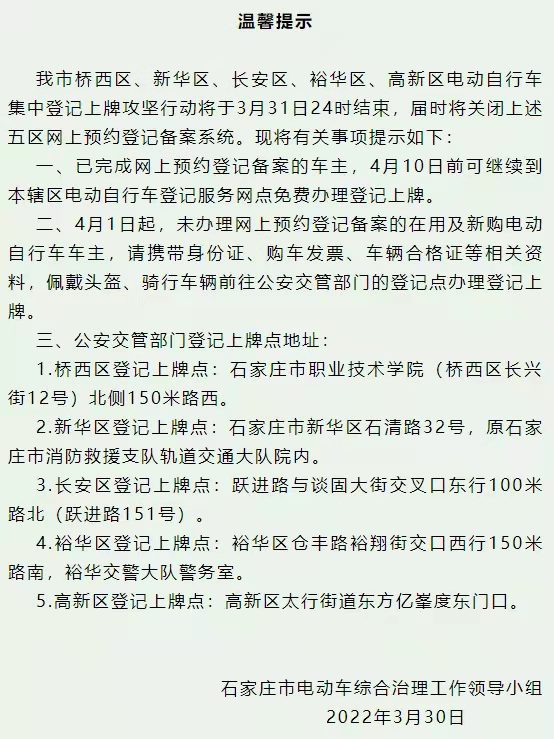 温馨提示
我市桥西区、新华区、长安区、裕华区、高新区电动自行车
集中登记上牌攻坚行动将于3月31日24时结束，届时将关闭上述
五区网上预约登记备案系统。现将有关事项提示如下：
一、已完成网上预约登记备案的车主，4月10日前可继续到
本辖区电动自行车登记服务网点免费办理登记上牌。
二、4月1日起，未办理网上预约登记备案的在用及新购电动
自行车车主，请携带身份证、购车发票、车辆合格证等相关资
料，佩戴头盔、骑行车辆前往公安交管部门的登记点办理登记上
牌。
三、公安交管部门登记上牌点地址：
1.桥西区登记上牌点：石家庄市职业技术学院（桥西区长兴
街12号）北侧150米路西。
2.新华区登记上牌点：石家庄市新华区石清路32号，原石家
庄市消防救援支队轨道交通大队院内。
3.长安区登记上牌点：跃进路与谈固大街交叉口东行100米
路北（跃进路151号）。
4.裕华区登记上牌点：裕华区仓丰路裕翔街交口西行150米
路南，裕华交警大队警务室。
5.高新区登记上牌点：高新区太行街道东方亿峯度东门口。
石家庄市电动车综合治理工作领导小组
2022年3月30日